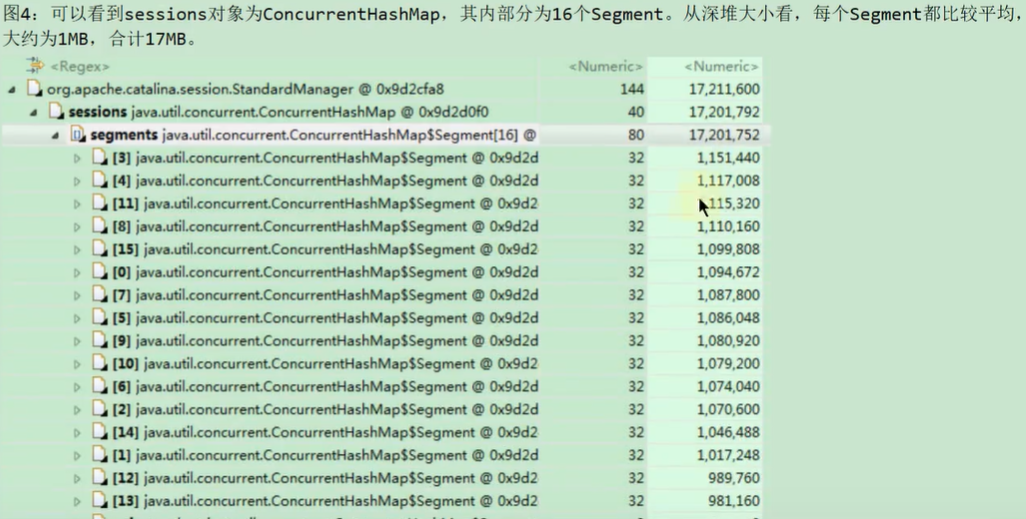 图4：可以看到sessions对象为ConcurrentHashMap，其内部分为16个Segment。从深堆大小看，每个Segment都比较平均，
大约为1MB，合计17MB。
<Regex> <Numeric> <Numeric>
org.apache.catalina.session.StandardManager @ 0x9d2cfa8 144 17,211,600
sessions java.util.concurrent.ConcurrentHashMap @ 0x9d2d0f0 40 17,201,792
segments java.util.concurrent.ConcurrentHashMap$Segment[16] @ 80 17,201,752
[3] java.util.concurrent.ConcurrentHashMap$Segment @ 0x9d2d 32 1,151,440
[4] java.util.concurrent.ConcurrentHashMap$Segment @ 0x9d2d 32 1,117,008
[11] java.util.concurrent.ConcurrentHashMap$Segment @ 0x9d2 32 115,320
[8] java.util.concurrent.ConcurrentHashMap$Segment @ 0x9d2d 32 1,110,160
[15] java.util.concurrent.ConcurrentHashMap$Segment @ 0x9d2 32 1,099,808
[0] java.util.concurrent.ConcurrentHashMap$Segment @ 0x9d2d 32 1,094,672
[7] java.util.concurrent.ConcurrentHashMap$Segment @ 0x9d2d 32 1,087,800
[5] java.util.concurrent.ConcurrentHashMap$Segment @ 0x9d2d 32 1,086,048
[9] java.util.concurrent.ConcurrentHashMap$Segment @ 0x9d2d 32 1,080,920
[10] java.util.concurrent.ConcurrentHashMap$Segment @ 0x9d2 32 1,079,200
[6] java.util.concurrent.ConcurrentHashMap$Segment @ 0x9d2d 32 1,074,040
[2] java.util.concurrent.ConcurrentHashMap$Segment @ 0x9d2d 32 1,070,600
[14] java.util.concurrent.ConcurrentHashMap$Segment @ 0x9d2 32 1,046,488
[1] java.util.concurrent.ConcurrentHashMap$Segment @ 0x9d2d 32 1,017,248
[12] java.util.concurrent.ConcurrentHashMap$Segment @ 0x9d2 32 989,760
[13] java.util.concurrent.ConcurrentHashMap$Segment @ 0x9d2 32 981,160